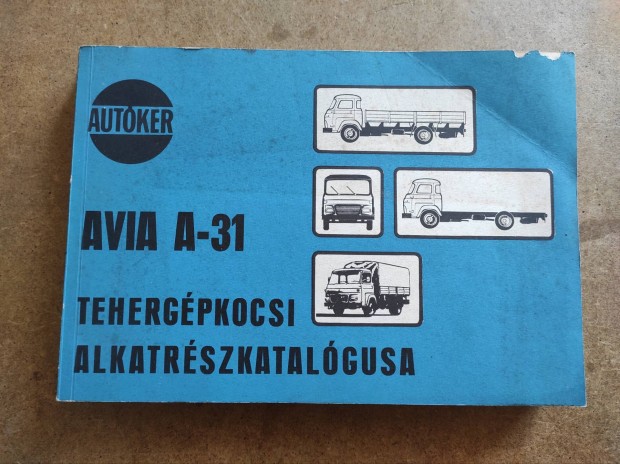 AUTÓKER
AVIA A-31
TEHERGÉPKOCSI
ALKATRÉSZKATALÓGUSA